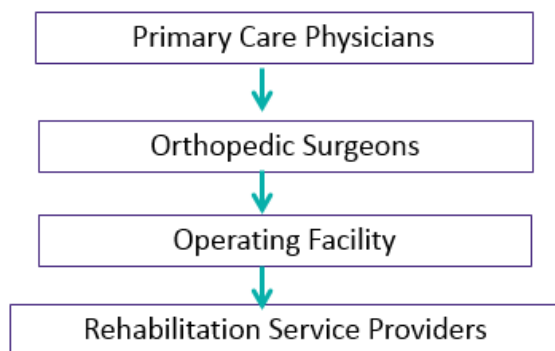 Primary Care Physicians
Orthopedic Surgeons
Operating Facility
Rehabilitation Service Providers